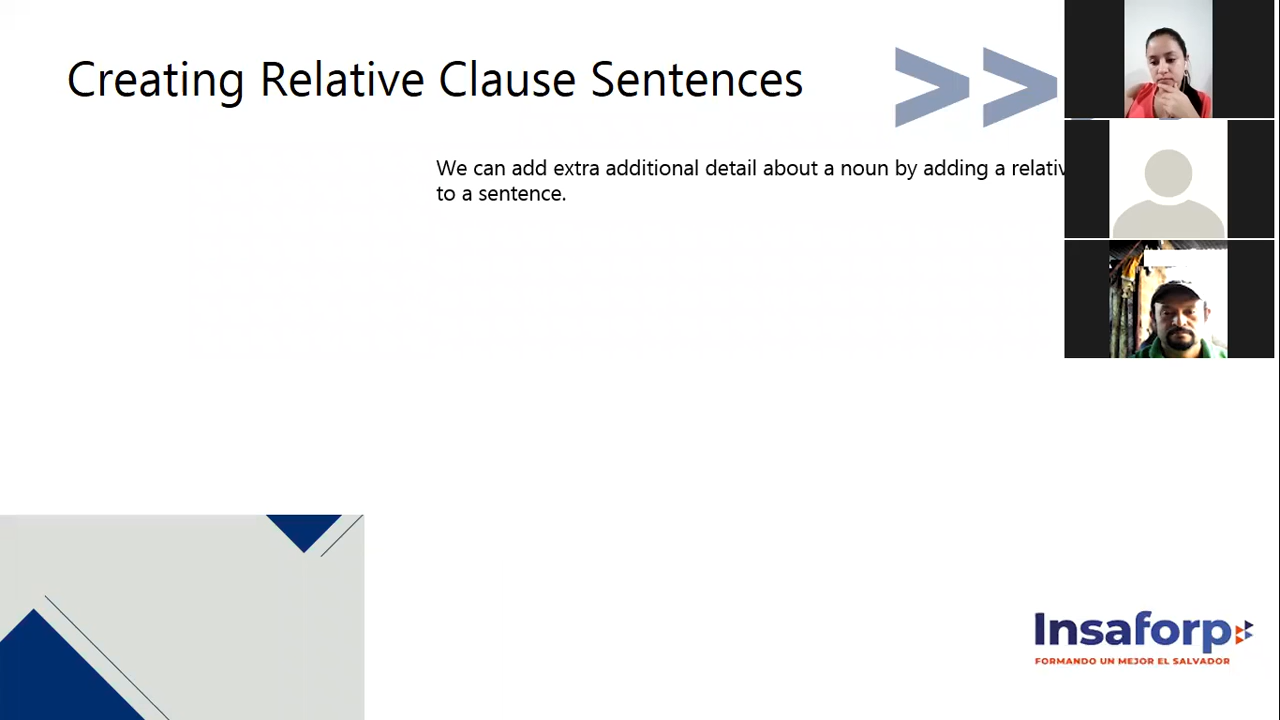 Creating Relative Clause Sentences
We can add extra additional detail about a noun by adding a
to a sentence.
Insaforp
FORMANDO UN MEJOR EL SALVADOR